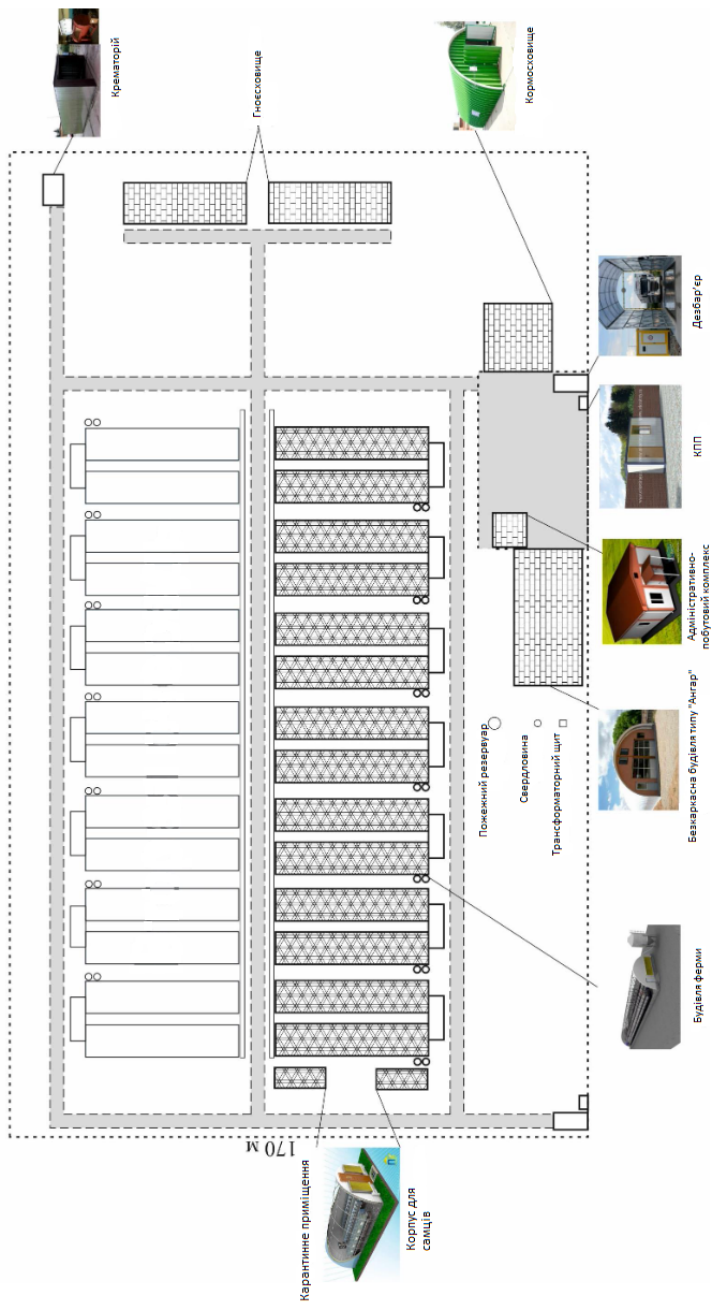 Крематорій
Гноєсховище
Кормосховище
Дезбар'єр
КПП
Адміністративно-
побутовий комплекс
Безкаркасна будівля типу "Ангар"
Пожежний резервуар
Свердловина
Трансформаторний щит
Будівля ферми
170 м
Карантинне приміщення
Корпус для
самців